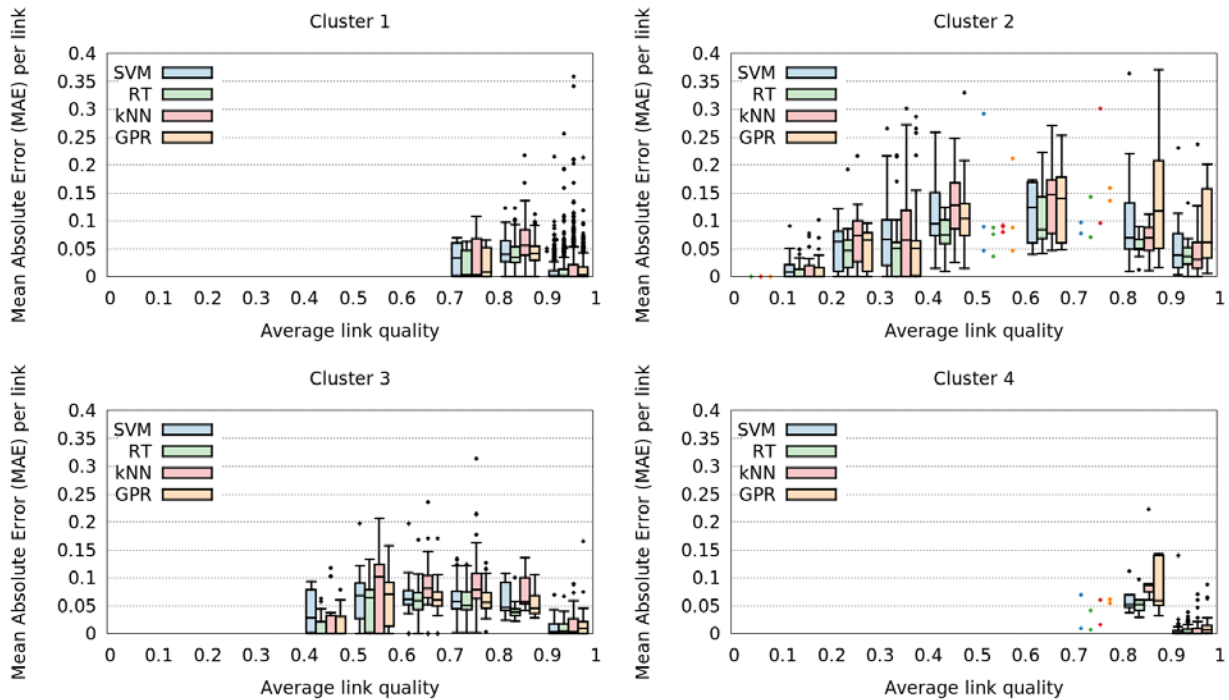 Cluster 1
Mean Absolute Error (MAE) per link
0.4
0.35
0.3
0.25
0.2
0.15
0.1
0.05
0
SVM
RT
kNN
GPR
0 0.1 0.2 0.3 0.4 0.5 0.6 0.7 0.8 0.9 1
Average link quality
Cluster 2
Mean Absolute Error (MAE) per link
0.4
0.35
0.3
0.25
0.2
0.15
0.1
0.05
0
SVM
RT
kNN
GPR
0 0.1 0.2 0.3 0.4 0.5 0.6 0.7 0.8 0.9 1
Average link quality
Cluster 3
Mean Absolute Error (MAE) per link
0.4
0.35
0.3
0.25
0.2
0.15
0.1
0.05
0
SVM
RT
kNN
GPR
0 0.1 0.2 0.3 0.4 0.5 0.6 0.7 0.8 0.9 1
Average link quality
Cluster 4
Mean Absolute Error (MAE) per link
0.4
0.35
0.3
0.25
0.2
0.15
0.1
0.05
0
SVM
RT
kNN
GPR
0 0.1 0.2 0.3 0.4 0.5 0.6 0.7 0.8 0.9 1
Average link quality